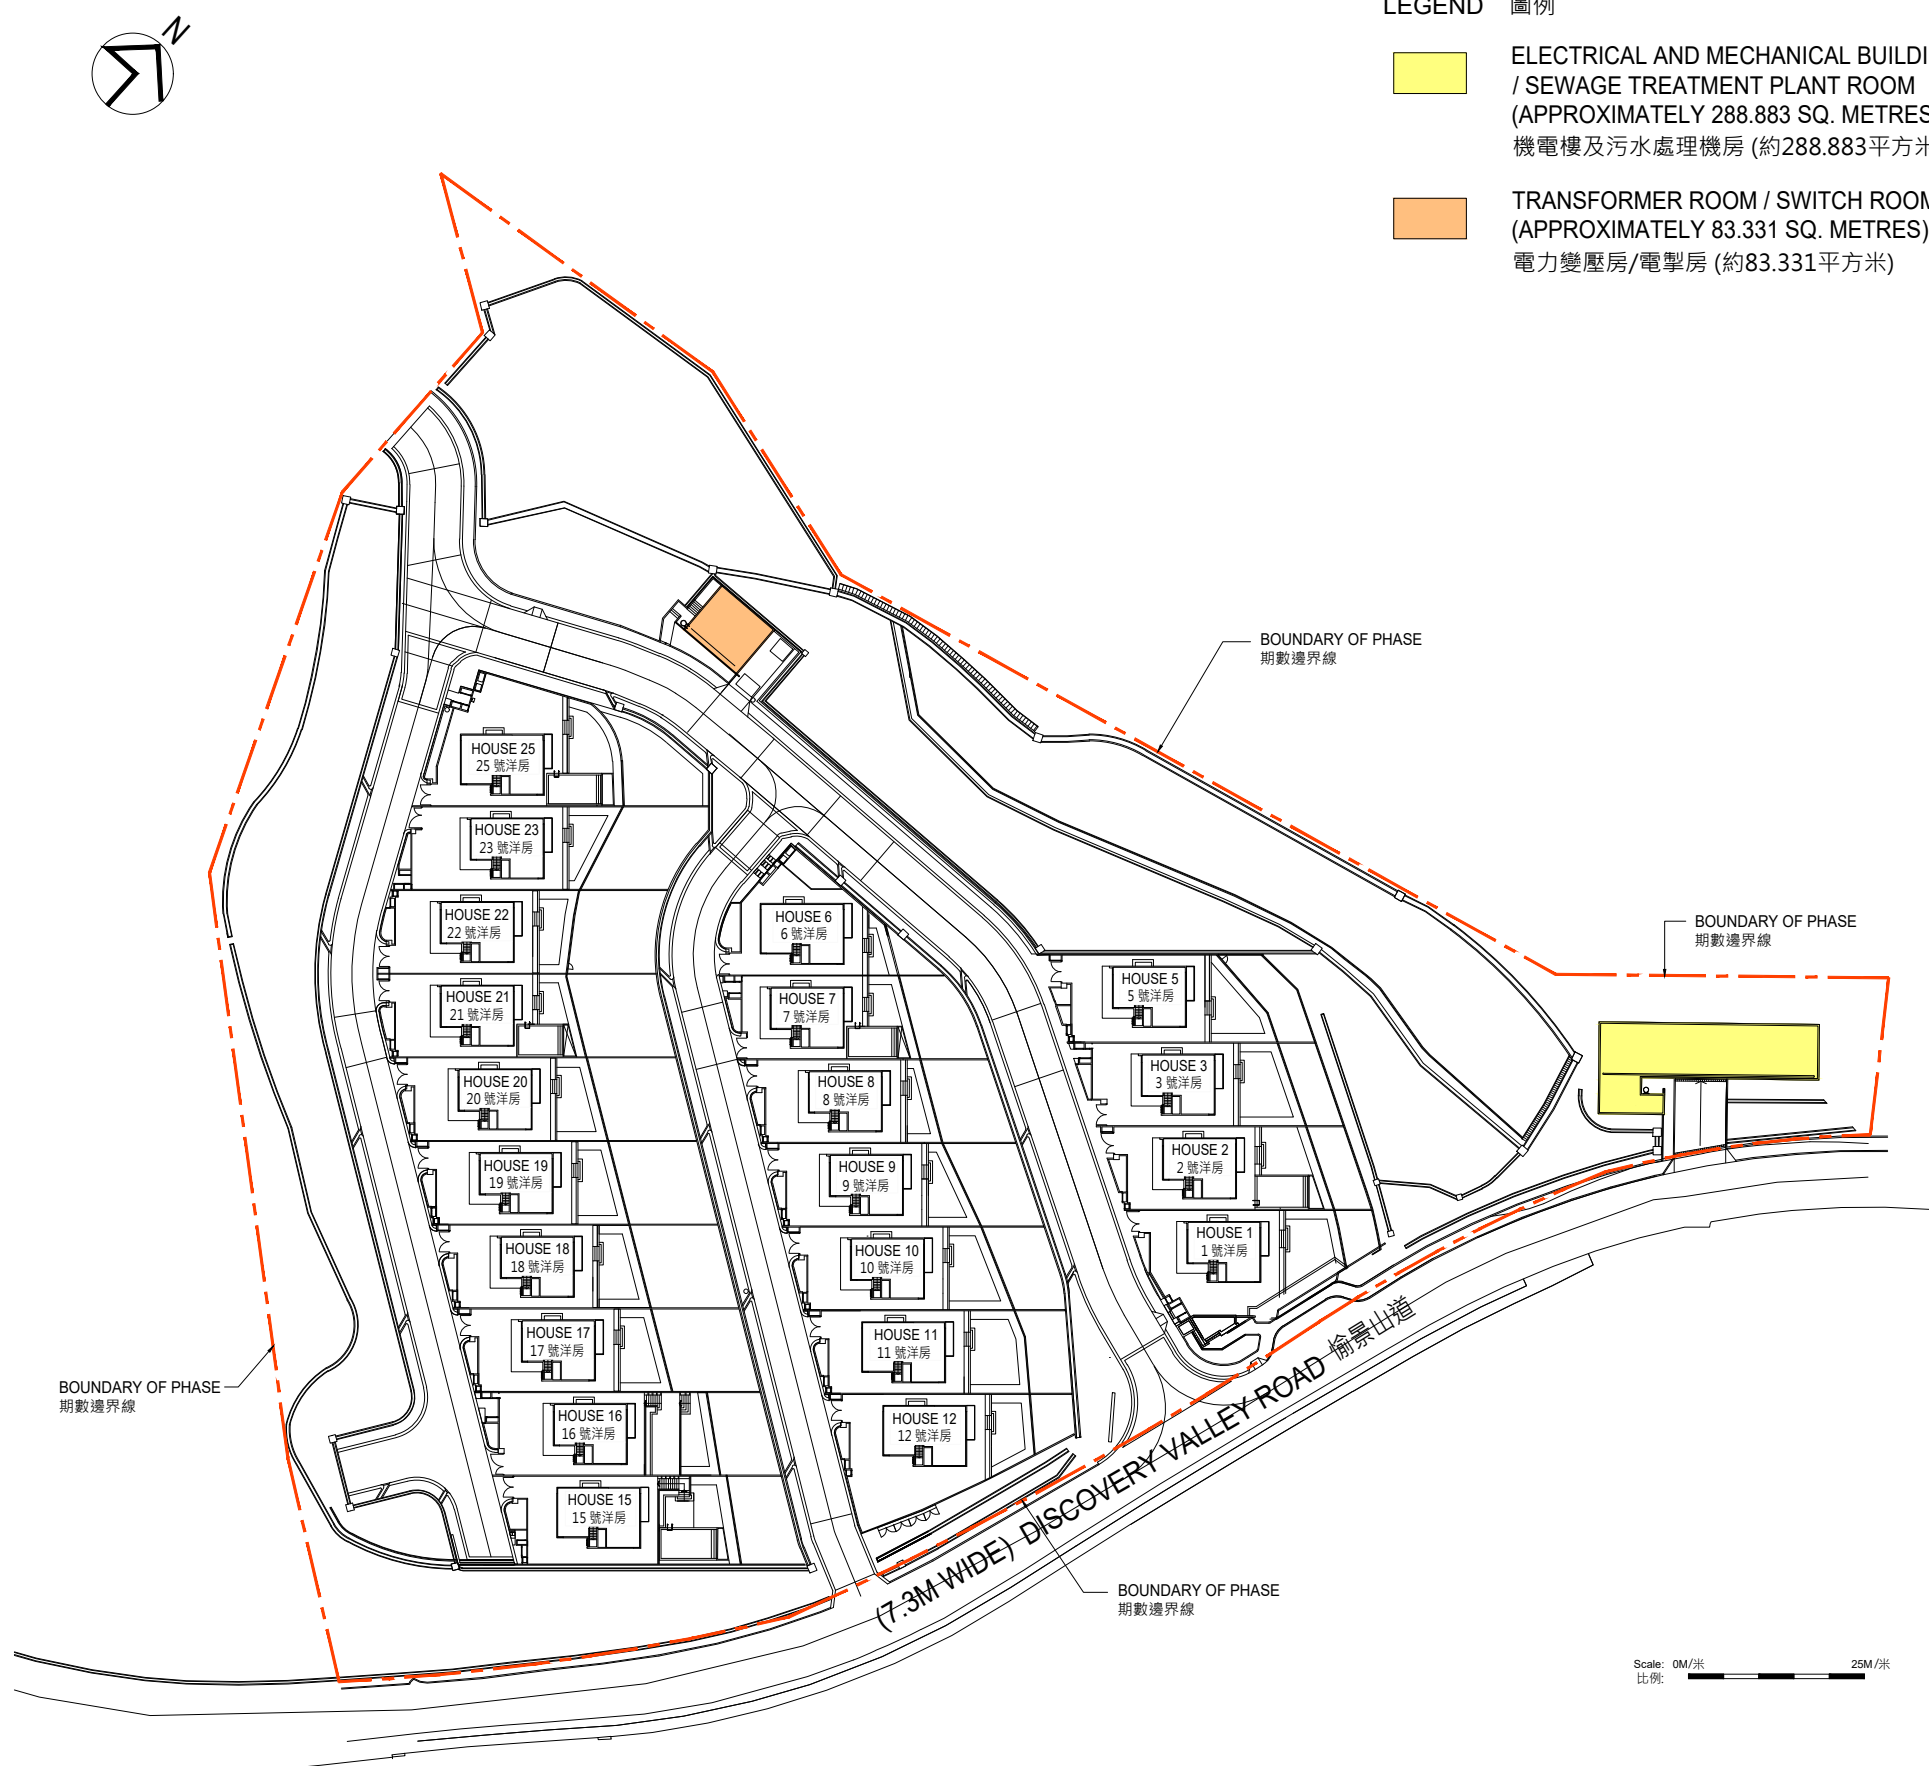 N
LEGEND 圖例
ELECTRICAL AND MECHANICAL BUILDI
/ SEWAGE TREATMENT PLANT ROOM
(APPROXIMATELY 288.883 SQ. METRES
機電樓及污水處理機房 (約288.883平方米
TRANSFORMER ROOM / SWITCH ROOM
(APPROXIMATELY 83.331 SQ. METRES)
電力變壓房/電掣房 (約83.331平方米)
BOUNDARY OF PHASE
期數邊界線
BOUNDARY OF PHASE
期數邊界線
HOUSE 25
25 號洋房
HOUSE 23
23 號洋房
HOUSE 22
22 號洋房
HOUSE 21
21 號洋房
HOUSE 20
20 號洋房
HOUSE 19
19 號洋房
HOUSE 18
18 號洋房
HOUSE 17
17 號洋房
HOUSE 16
16 號洋房
HOUSE 15
15 號洋房
HOUSE 6
6 號洋房
HOUSE 7
7 號洋房
HOUSE 8
8 號洋房
HOUSE 9
9 號洋房
HOUSE 10
10 號洋房
HOUSE 11
11 號洋房
HOUSE 12
12 號洋房
HOUSE 5
5 號洋房
HOUSE 3
3 號洋房
HOUSE 2
2 號洋房
HOUSE 1
1 號洋房
BOUNDARY OF PHASE
期數邊界線
(7.3M WIDE) DISCOVERY VALLEY ROAD 愉景山道
BOUNDARY OF PHASE
期數邊界線
Scale: 0M/米 25M/米
比例: